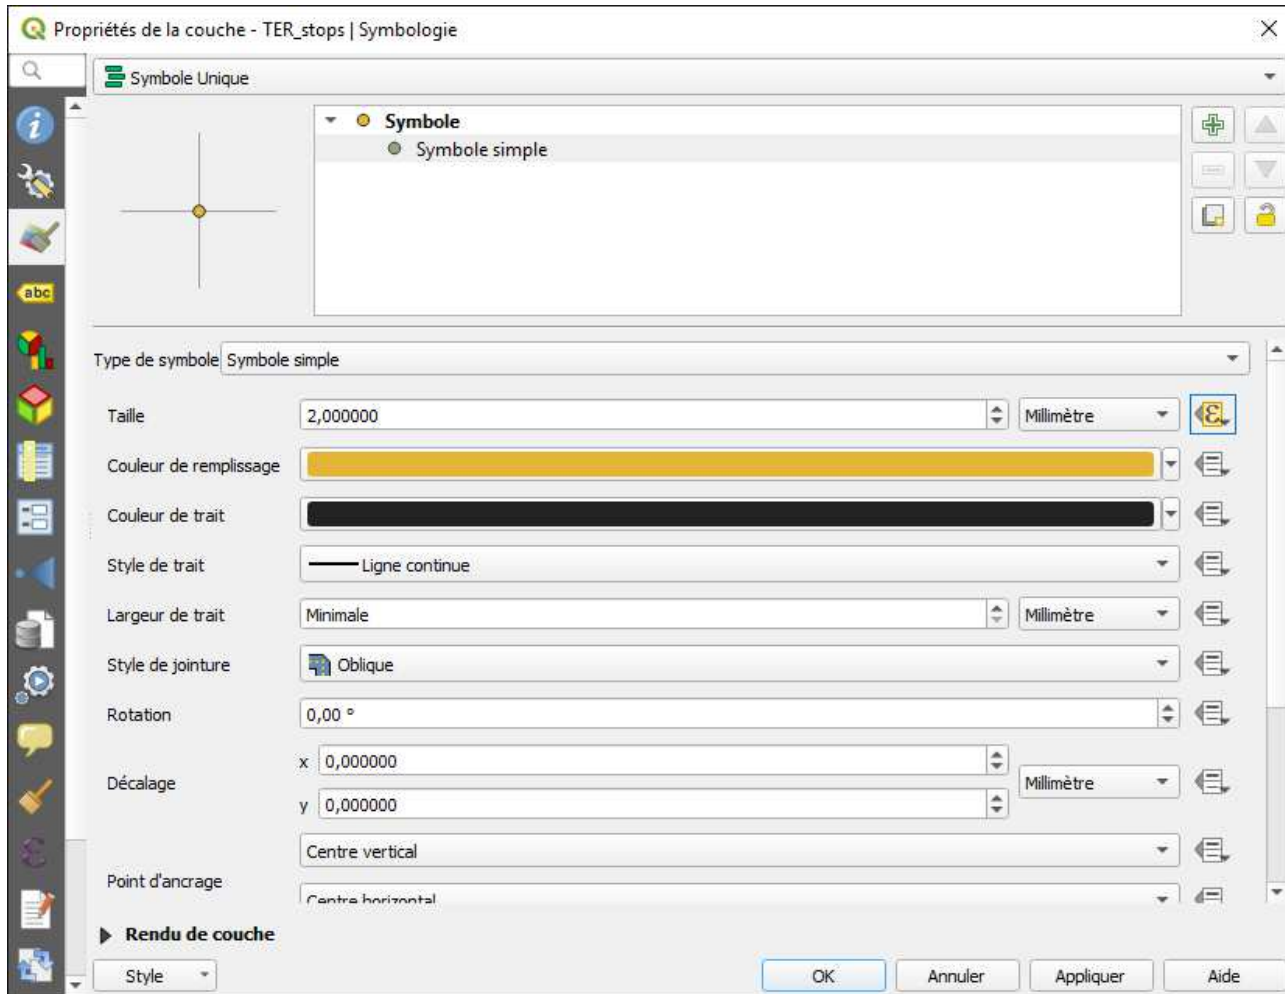 Propriétés de la couche - TER_stops | Symbologie
Symbole Unique
Symbole
Symbole simple
abc
Type de symbole Symbole simple
Taille 2,000000 Millimètre ε
Couleur de remplissage
Couleur de trait
Style de trait Ligne continue
Largeur de trait Minimale Millimètre
Style de jointure Oblique
Rotation 0,00 °
x 0,000000
Décalage Millimètre
y 0,000000
Centre vertical
Point d'ancrage
Centre horizontal
Rendu de couche
Style OK Annuler Appliquer Aide